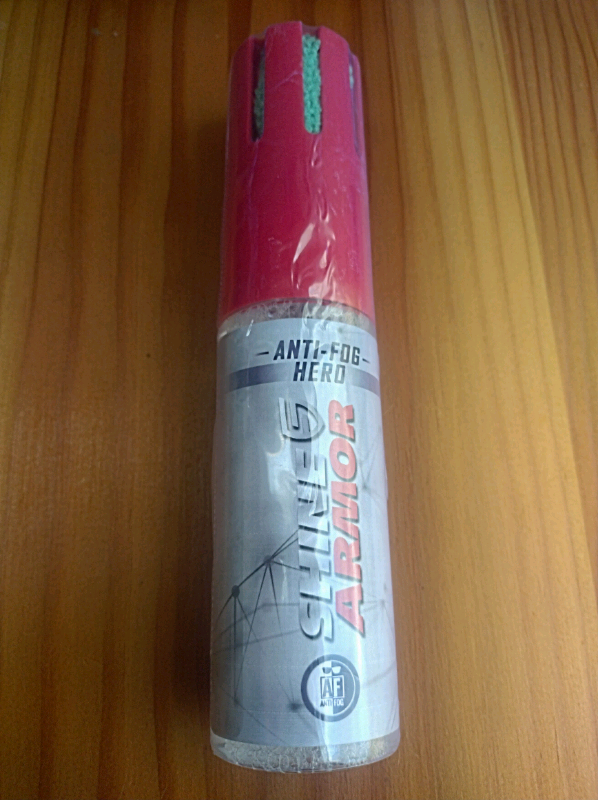 - ANTI-FOG -
HERO
SHINE
ARMOR
AF
ANTI FOG